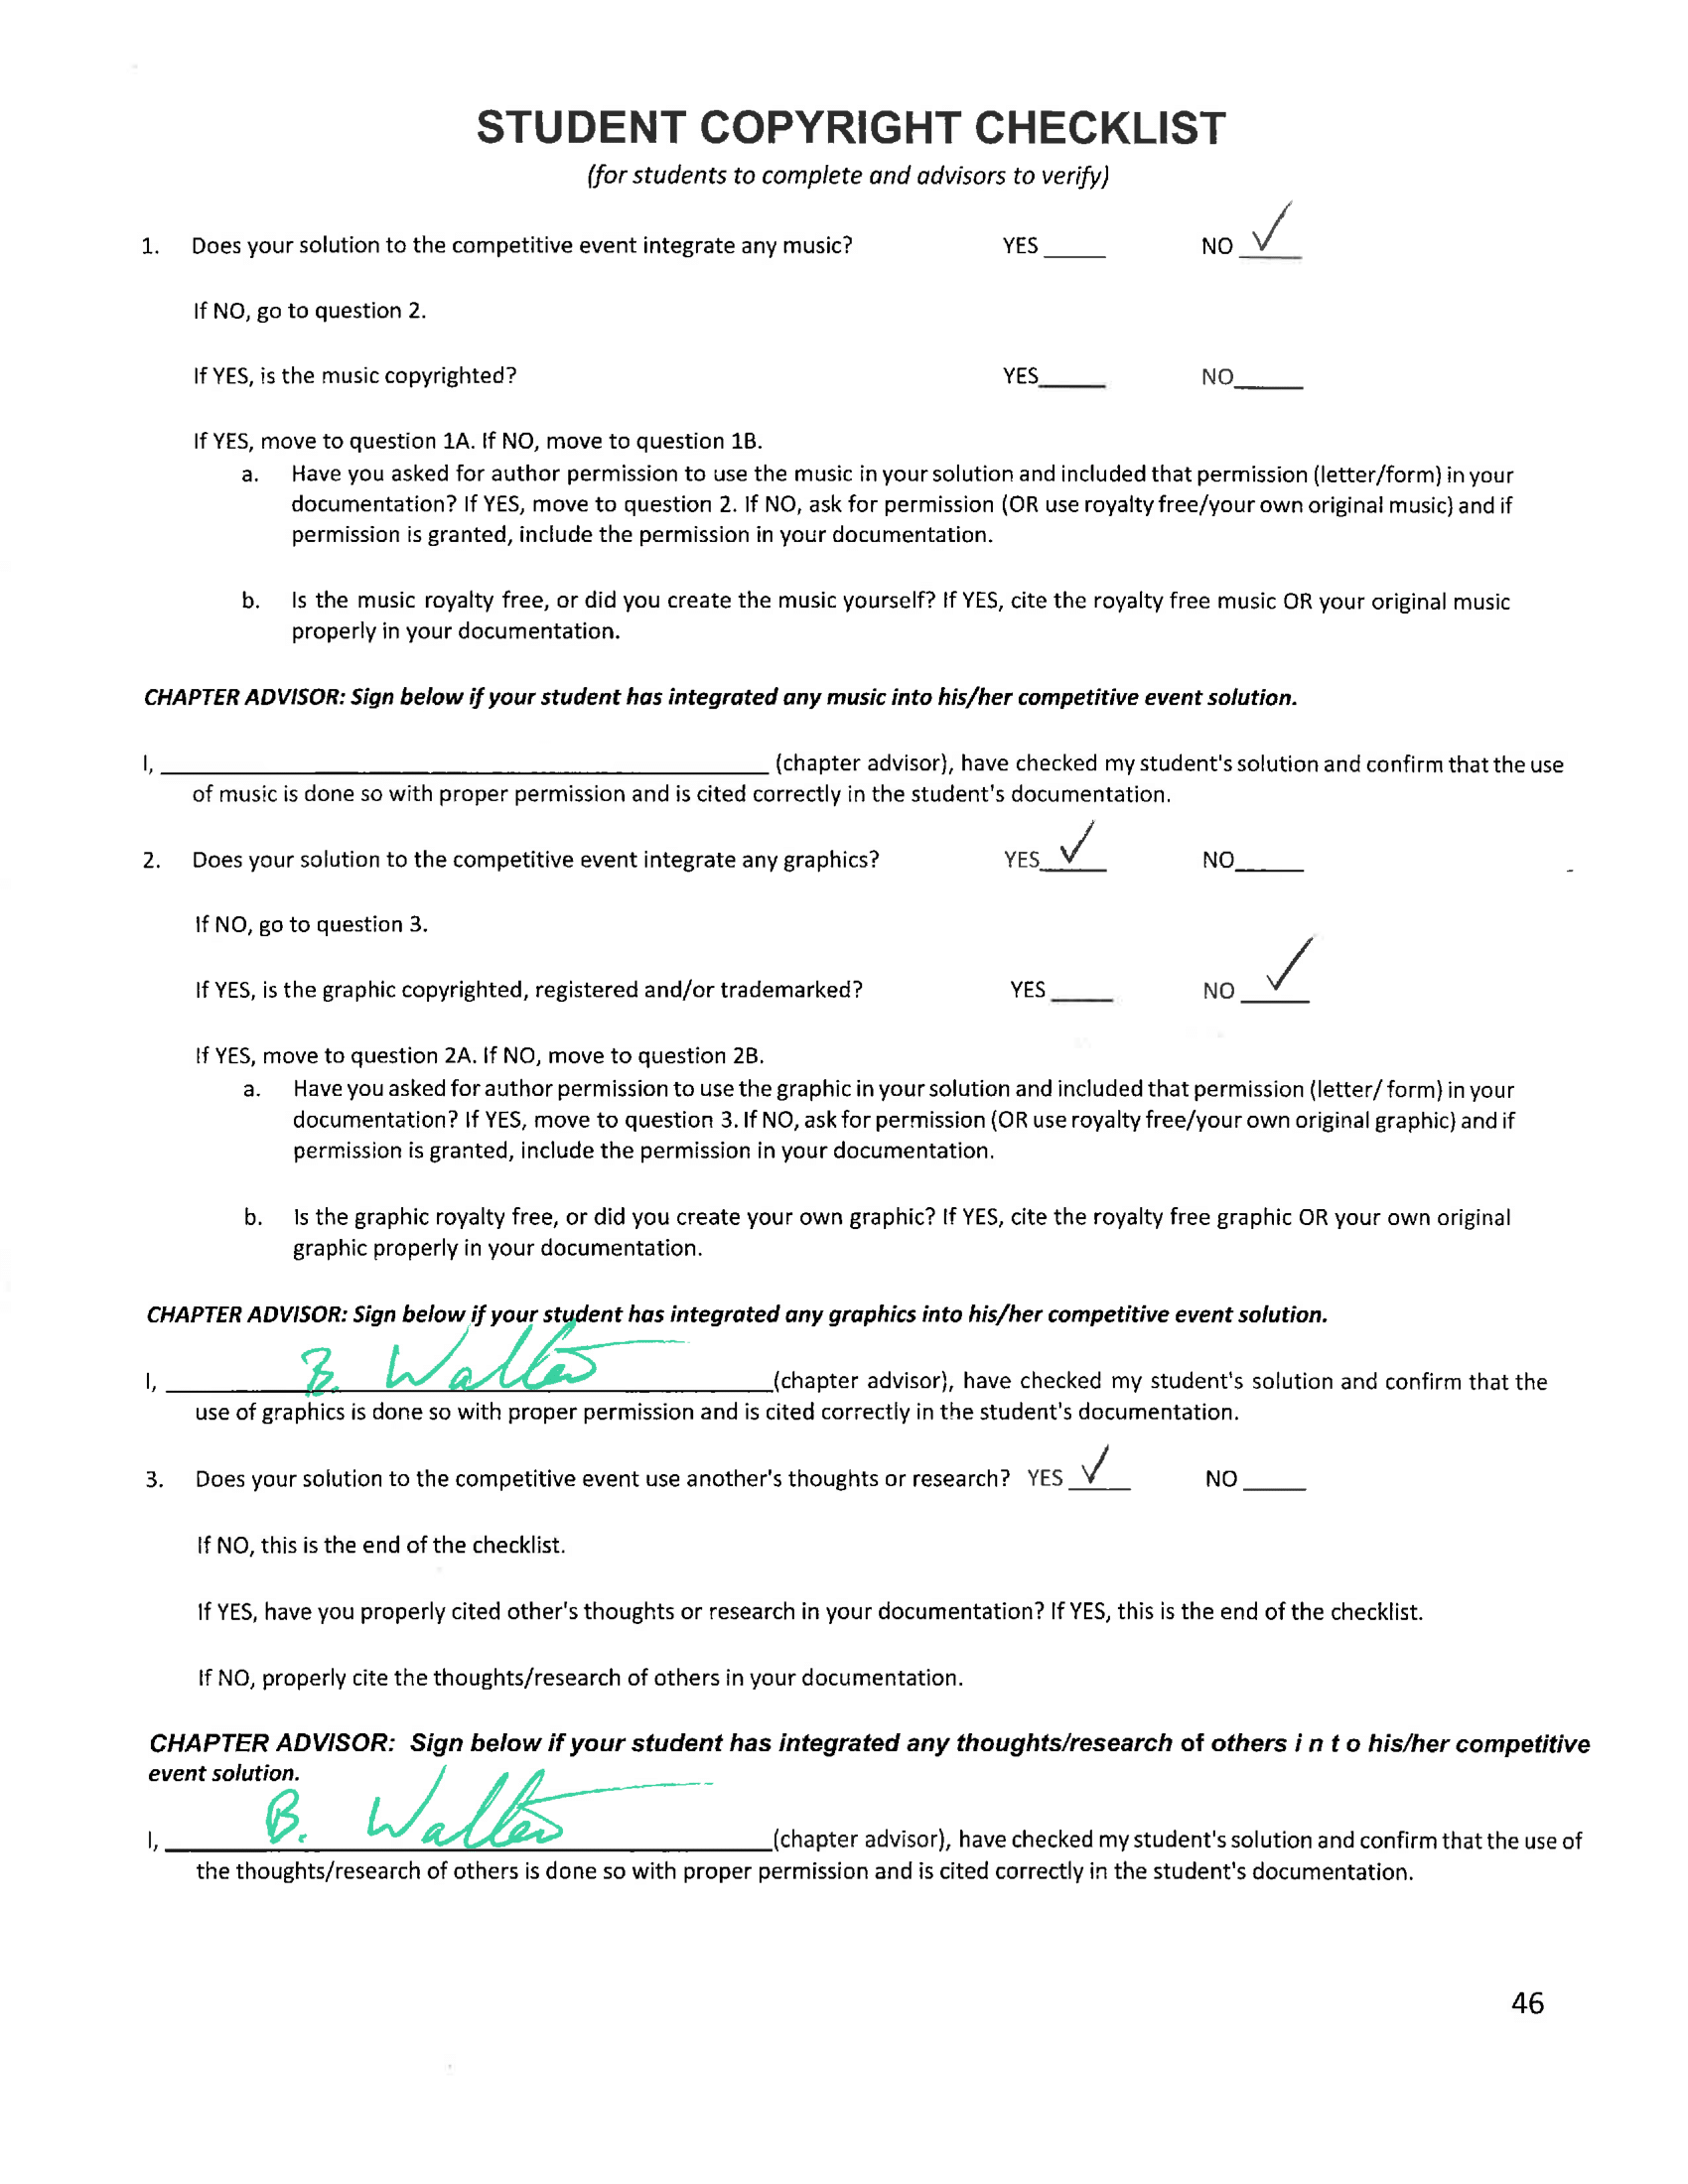 STUDENT COPYRIGHT CHECKLIST
(for students to complete and advisors to verify)
1. Does your solution to the competitive event integrate any music? YES ____ NO ✓
If NO, go to question 2.
If YES, is the music copyrighted? YES____ NO____
If YES, move to question 1A. If NO, move to question 1B.
a. Have you asked for author permission to use the music in your solution and included that permission (letter/form) in your
documentation? If YES, move to question 2. If NO, ask for permission (OR use royalty free/your own original music) and if
permission is granted, include the permission in your documentation.
b. Is the music royalty free, or did you create the music yourself? If YES, cite the royalty free music OR your original music
properly in your documentation.
CHAPTER ADVISOR: Sign below if your student has integrated any music into his/her competitive event solution.
I, ____ (chapter advisor), have checked my student's solution and confirm that the use
of music is done so with proper permission and is cited correctly in the student's documentation.
2. Does your solution to the competitive event integrate any graphics? YES ✓ NO____
If NO, go to question 3.
If YES, is the graphic copyrighted, registered and/or trademarked? YES ____ NO ✓
If YES, move to question 2A. If NO, move to question 2B.
a. Have you asked for author permission to use the graphic in your solution and included that permission (letter/ form) in your
documentation? If YES, move to question 3. If NO, ask for permission (OR use royalty free/your own original graphic) and if
permission is granted, include the permission in your documentation.
b. Is the graphic royalty free, or did you create your own graphic? If YES, cite the royalty free graphic OR your own original
graphic properly in your documentation.
CHAPTER ADVISOR: Sign below if your student has integrated any graphics into his/her competitive event solution.
I, B. (chapter advisor), have checked my student's solution and confirm that the
use of graphics is done so with proper permission and is cited correctly in the student's documentation.
3. Does your solution to the competitive event use another's thoughts or research? YES ✓ NO ____
If NO, this is the end of the checklist.
If YES, have you properly cited other's thoughts or research in your documentation? If YES, this is the end of the checklist.
If NO, properly cite the thoughts/research of others in your documentation.
CHAPTER ADVISOR: Sign below if your student has integrated any thoughts/research of others i n t o his/her competitive
event solution.
I, B. (chapter advisor), have checked my student's solution and confirm that the use of
the thoughts/research of others is done so with proper permission and is cited correctly in the student's documentation.
46